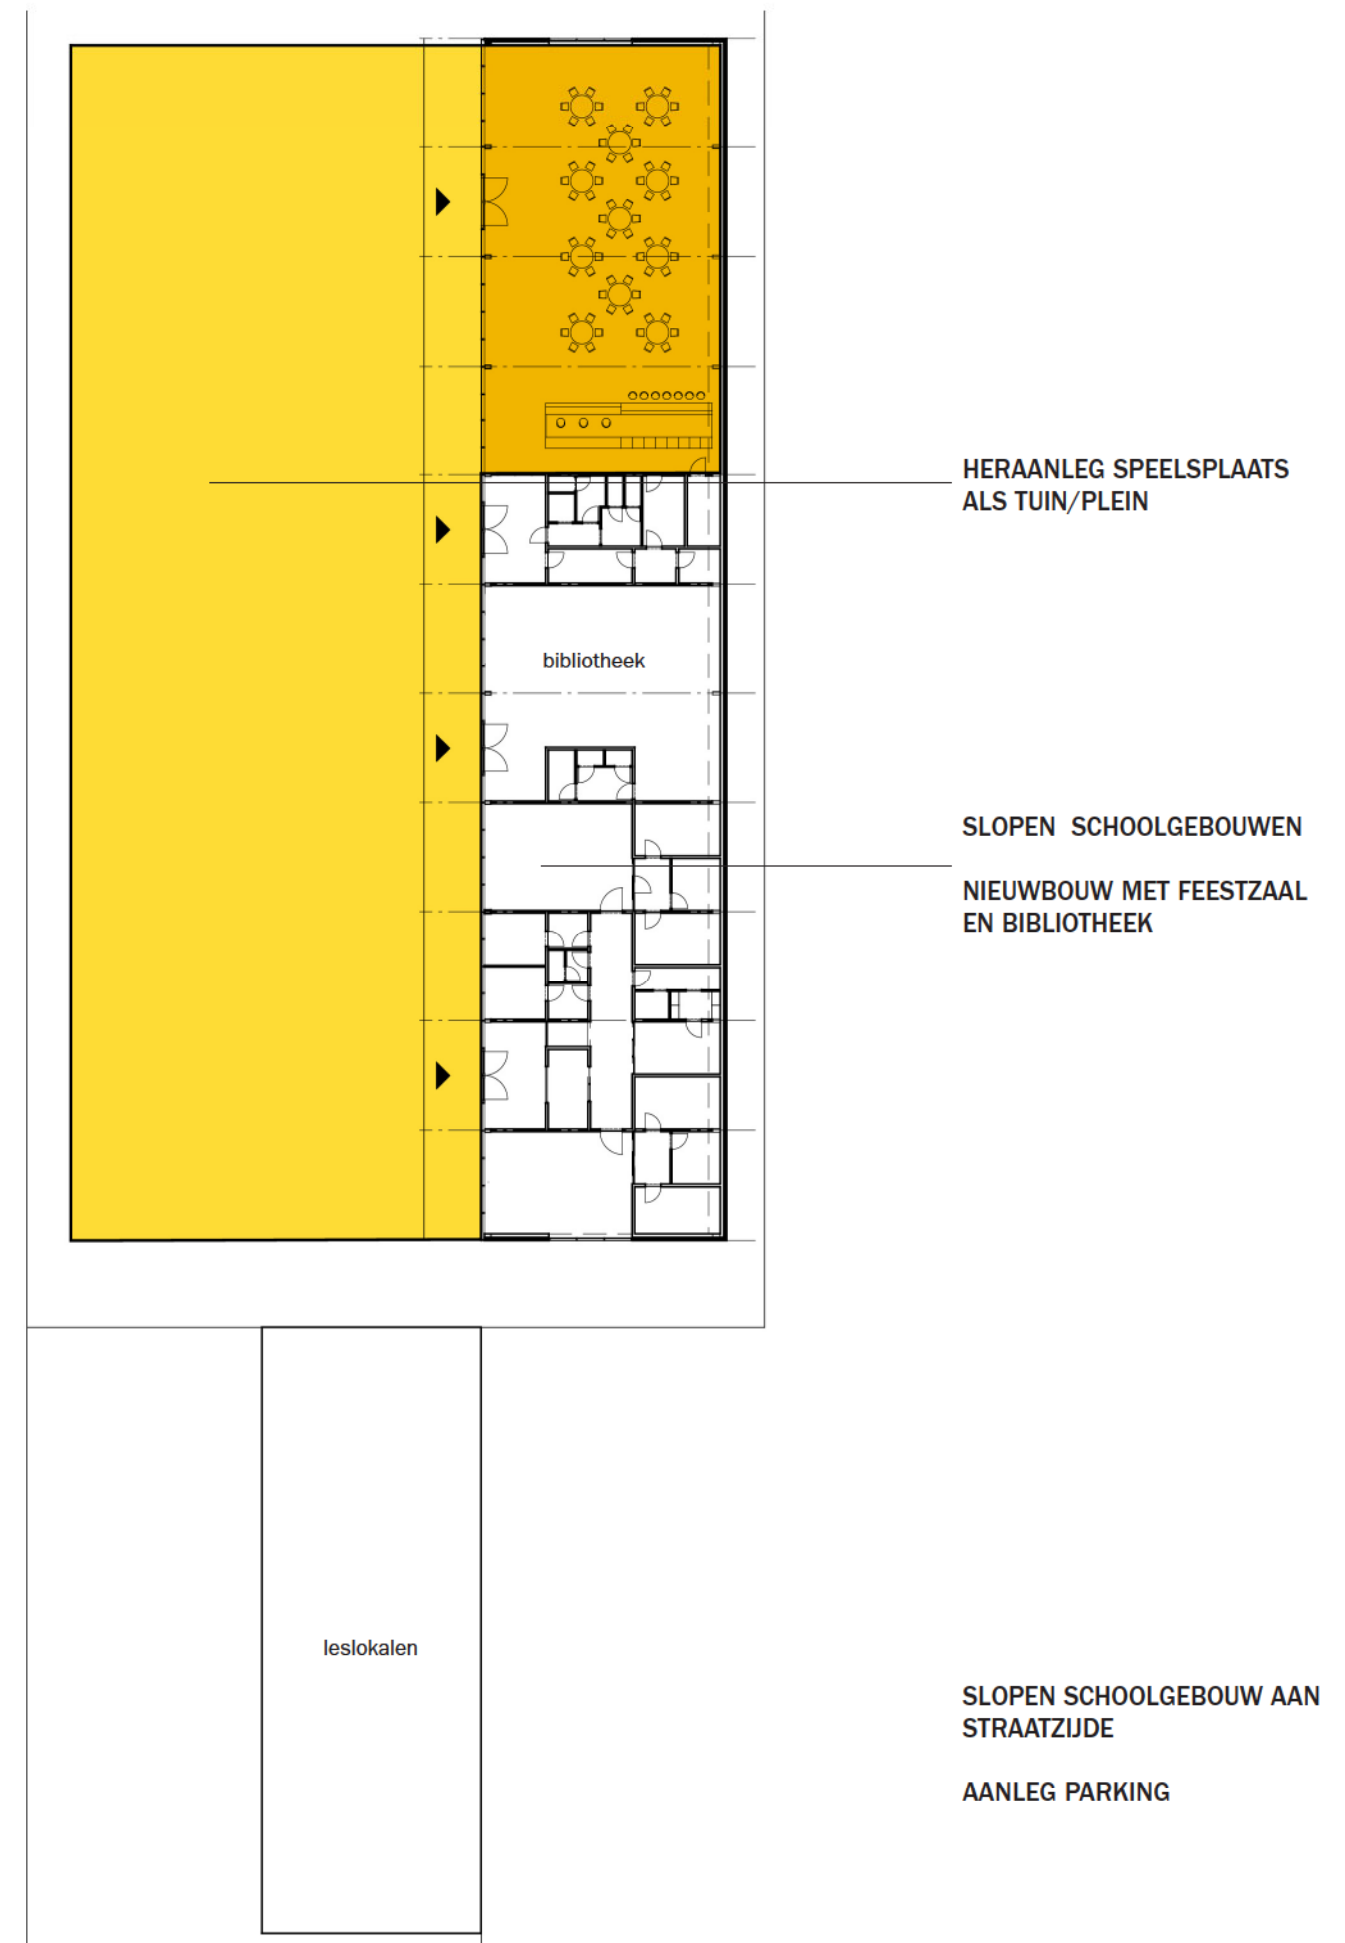 HERAANLEG SPEELSPLAATS
ALS TUIN/PLEIN
bibliotheek
SLOPEN SCHOOLGEBOUWEN
NIEUWBOUW MET FEESTZAAL
EN BIBLIOTHEEK
leslokalen
SLOPEN SCHOOLGEBOUW AAN
STRAATZIJDE
AANLEG PARKING